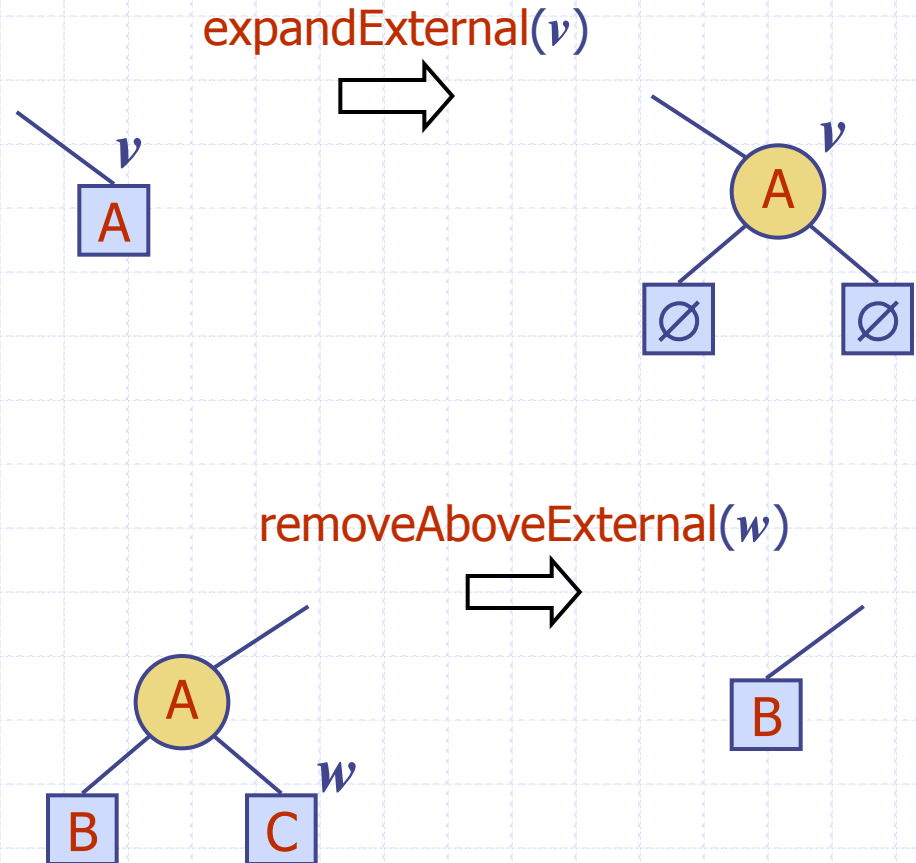 expandExternal(v)
v
A
v
A
∅ ∅
removeAboveExternal(w)
A
w
B C
B